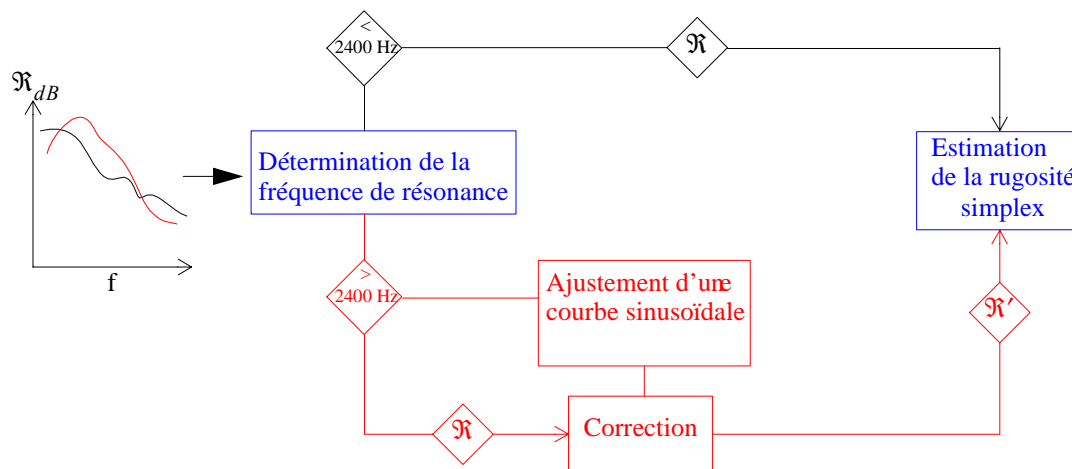 <
2400 Hz
ℜ
ℜdB
Détermination de la
fréquence de résonance
Estimation
de la rugosité
simplex
f
>
2400 Hz
Ajustement d'une
courbe sinusoïdale
ℜ'
ℜ
Correction